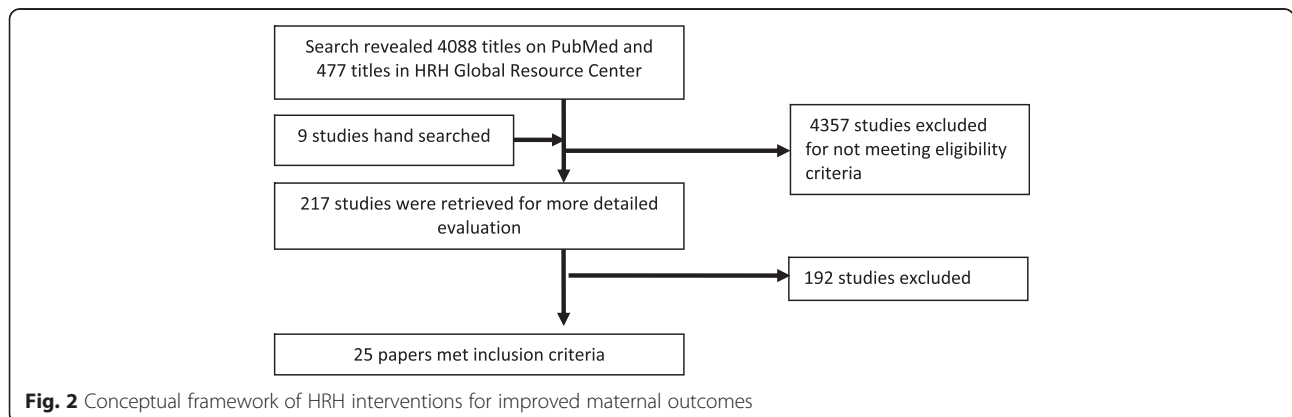 Search revealed 4088 titles on PubMed and
477 titles in HRH Global Resource Center
9 studies hand searched
4357 studies excluded
for not meeting eligibility
criteria
217 studies were retrieved for more detailed
evaluation
192 studies excluded
25 papers met inclusion criteria
Fig. 2 Conceptual framework of HRH interventions for improved maternal outcomes